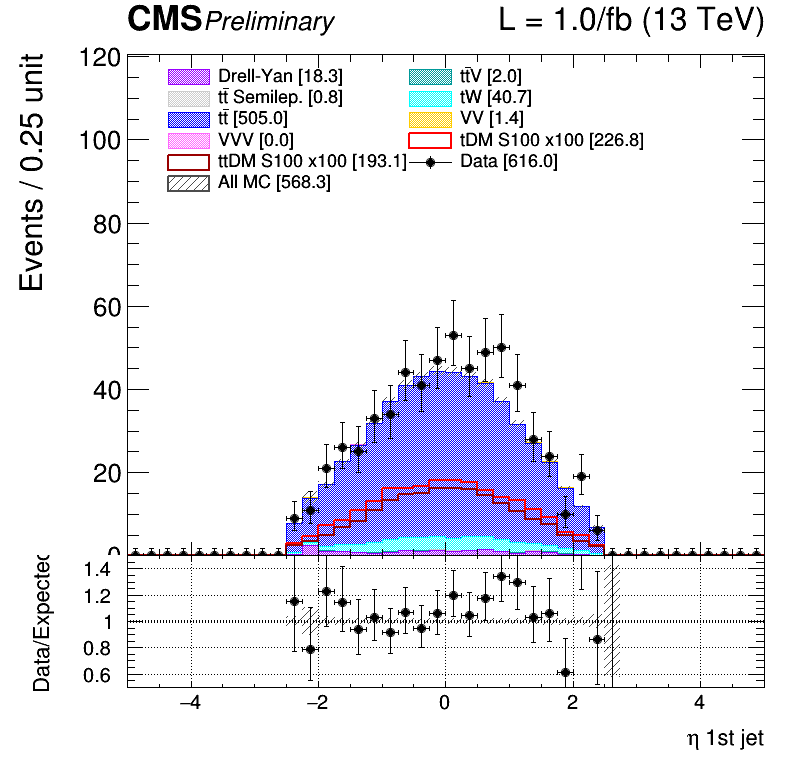 CMS Preliminary L = 1.0/fb (13 TeV)
Events / 0.25 unit
120
100
80
60
40
20
0
Drell-Yan [18.3] tt̄V [2.0]
tt̄ Semilep. [0.8] tW [40.7]
tt̄ [505.0] VV [1.4]
VVV [0.0] tDM S100 x100 [226.8]
ttDM S100 x100 [193.1] Data [616.0]
All MC [568.3]
Data/Expected
1.4
1.2
1
0.8
0.6
−4 −2 0 2 4
η 1st jet